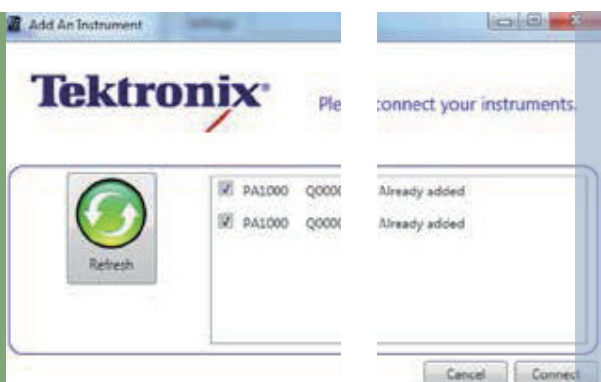 Add An Instrument
Tektronix
Ple connect your instruments.
PA1000 Q000 Already added
PA1000 Q000 Already added
Refresh
Cancel Connect